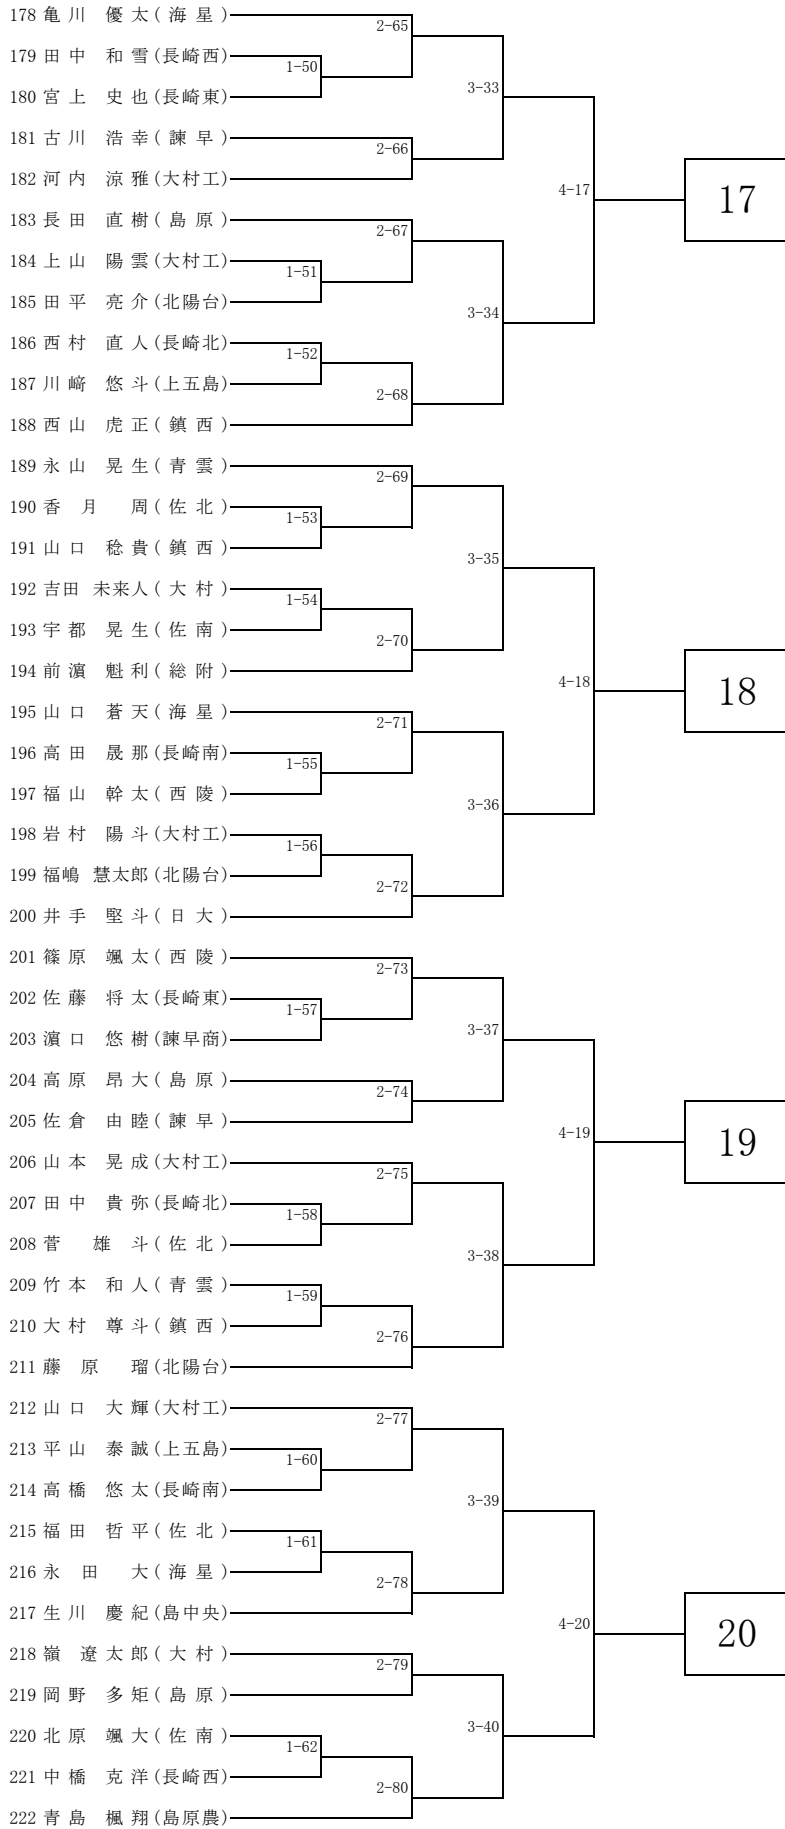 178 亀川 優太(海星)
2-65
179 田中 和雪(長崎西)
1-50
180 宮上 史也(長崎東)
3-33
181 古川 浩幸(諫早)
2-66
182 河内 涼雅(大村工)
4-17
17
183 長田 直樹(島原)
2-67
184 上山 陽雲(大村工)
1-51
185 田平 亮介(北陽台)
3-34
186 西村 直人(長崎北)
1-52
187 川﨑 悠斗(上五島)
2-68
188 西山 虎正(鎮西)
189 永山 晃生(青雲)
2-69
190 香月 周(佐北)
1-53
191 山口 稔貴(鎮西)
3-35
192 吉田 未来人(大村)
1-54
193 宇都 晃生(佐南)
2-70
194 前濵 魁利(総附)
4-18
18
195 山口 蒼天(海星)
2-71
196 高田 晟那(長崎南)
1-55
197 福山 幹太(西陵)
3-36
198 岩村 陽斗(大村工)
1-56
199 福嶋 慧太郎(北陽台)
2-72
200 井手 堅斗(日大)
201 篠原 颯太(西陵)
2-73
202 佐藤 将太(長崎東)
1-57
203 濵口 悠樹(諫早商)
3-37
204 高原 昂大(島原)
2-74
205 佐倉 由睦(諫早)
4-19
19
206 山本 晃成(大村工)
2-75
207 田中 貴弥(長崎北)
1-58
208 菅 雄斗(佐北)
3-38
209 竹本 和人(青雲)
1-59
210 大村 尊斗(鎮西)
2-76
211 藤原 瑠(北陽台)
212 山口 大輝(大村工)
2-77
213 平山 泰誠(上五島)
1-60
214 高橋 悠太(長崎南)
3-39
215 福田 哲平(佐北)
1-61
216 永田 大(海星)
2-78
217 生川 慶紀(島中央)
4-20
20
218 嶺 遼太郎(大村)
2-79
219 岡野 多矩(島原)
220 北原 颯大(佐南)
3-40
1-62
221 中橋 克洋(長崎西)
2-80
222 青島 楓翔(島原農)